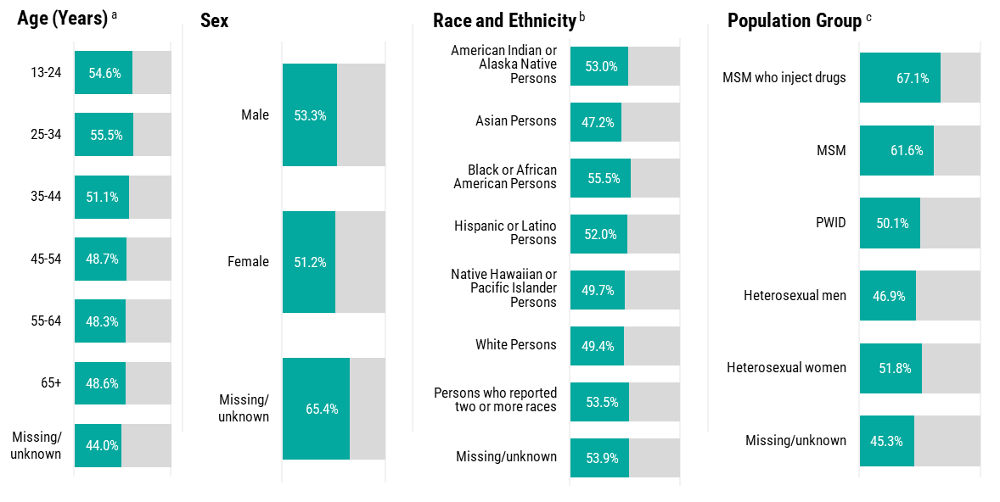 Age (Years) a
13-24
54.6%
25-34
55.5%
35-44
51.1%
45-54
48.7%
55-64
48.3%
65+
48.6%
Missing/
unknown
44.0%
Sex
Male
53.3%
Female
51.2%
Missing/
unknown
65.4%
Race and Ethnicity b
American Indian or
Alaska Native
Persons
53.0%
Asian Persons
47.2%
Black or African
American Persons
55.5%
Hispanic or Latino
Persons
52.0%
Native Hawaiian or
Pacific Islander
Persons
49.7%
White Persons
49.4%
Persons who reported
two or more races
53.5%
Missing/unknown
53.9%
Population Group c
MSM who inject drugs
67.1%
MSM
61.6%
PWID
50.1%
Heterosexual men
46.9%
Heterosexual women
51.8%
Missing/unknown
45.3%